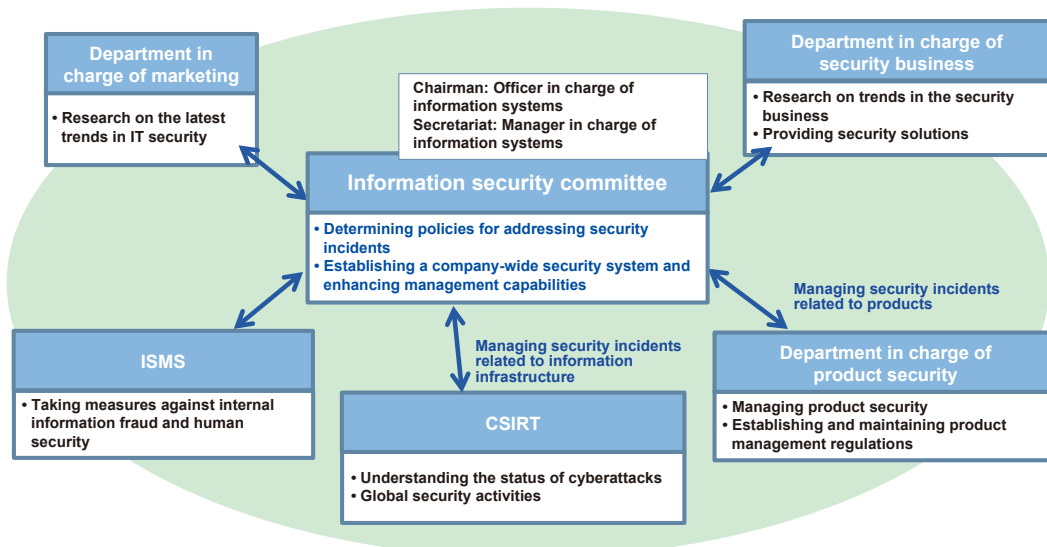 Department in
charge of marketing
• Research on the latest
trends in IT security
Chairman: Officer in charge of
information systems
Secretariat: Manager in charge of
information systems
Department in charge of
security business
• Research on trends in the security
business
• Providing security solutions
Information security committee
• Determining policies for addressing security
incidents
• Establishing a company-wide security system and
enhancing management capabilities
Managing security incidents
related to products
ISMS
• Taking measures against internal
information fraud and human
security
Managing security incidents
related to information
infrastructure
CSIRT
• Understanding the status of cyberattacks
• Global security activities
Department in charge of
product security
• Managing product security
• Establishing and maintaining product
management regulations